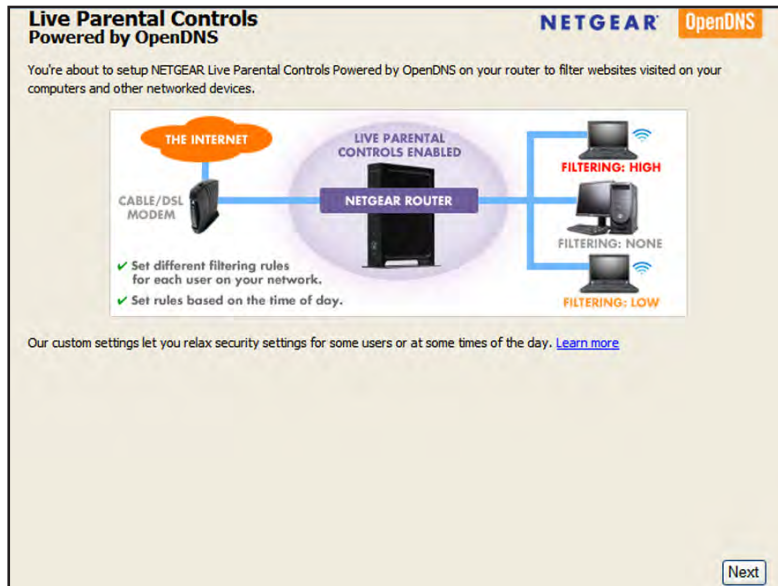 Live Parental Controls
Powered by OpenDNS
NETGEAR
OpenDNS
You're about to setup NETGEAR Live Parental Controls Powered by OpenDNS on your router to filter websites visited on your
computers and other networked devices.
THE INTERNET
CABLE/DSL
MODEM
LIVE PARENTAL
CONTROLS ENABLED
NETGEAR ROUTER
FILTERING: HIGH
FILTERING: NONE
FILTERING: LOW
✔ Set different filtering rules
for each user on your network.
✔ Set rules based on the time of day.
Our custom settings let you relax security settings for some users or at some times of the day. Learn more
Next